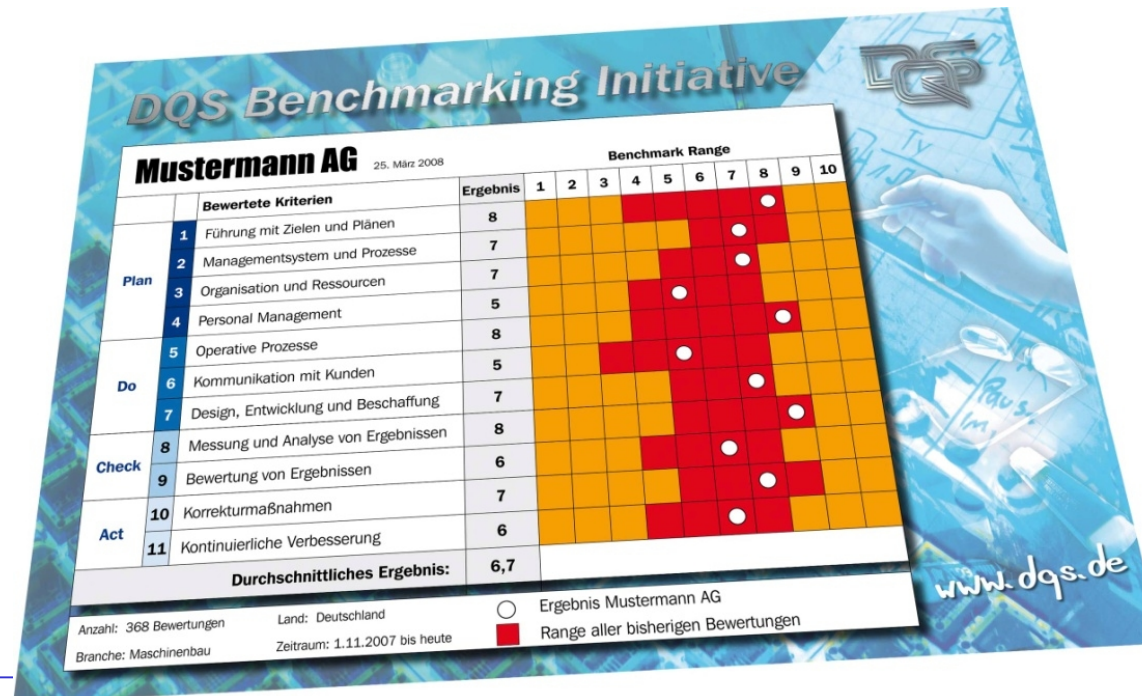 DQS Benchmarking Initiative
DQS
Mustermann AG 25. März 2008
Benchmark Range
Bewertete Kriterien Ergebnis 1 2 3 4 5 6 7 8 9 10
Plan
1 Führung mit Zielen und Plänen 8
2 Managementsystem und Prozesse 7
3 Organisation und Ressourcen 7
4 Personal Management 5
Do
5 Operative Prozesse 8
6 Kommunikation mit Kunden 5
7 Design, Entwicklung und Beschaffung 7
Check
8 Messung und Analyse von Ergebnissen 8
9 Bewertung von Ergebnissen 6
Act
10 Korrekturmaßnahmen 7
11 Kontinuierliche Verbesserung 6
Durchschnittliches Ergebnis: 6,7
Anzahl: 368 Bewertungen Land: Deutschland
Branche: Maschinenbau Zeitraum: 1.11.2007 bis heute
Ergebnis Mustermann AG
Range aller bisherigen Bewertungen
www.dqs.de